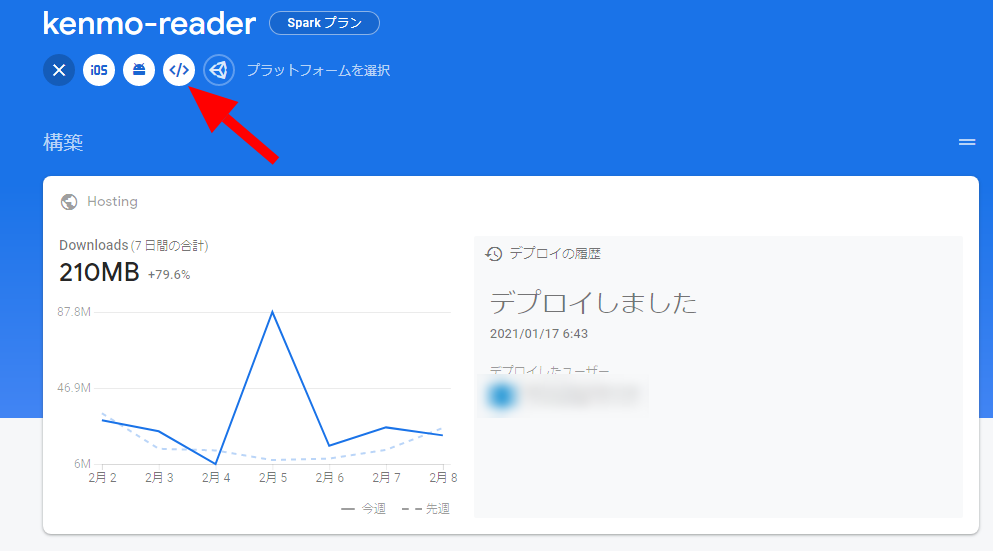 kenmo-reader Spark プラン
iOS </> プラットフォームを選択
構築
Hosting
Downloads (7 日間の合計)
210MB +79.6%
87.8M
46.9M
6M
2月 2 2月 3 2月 4 2月 5 2月 6 2月 7 2月 8
今週 先週
デプロイの履歴
デプロイしました
2021/01/17 6:43
デプロイしたユーザー